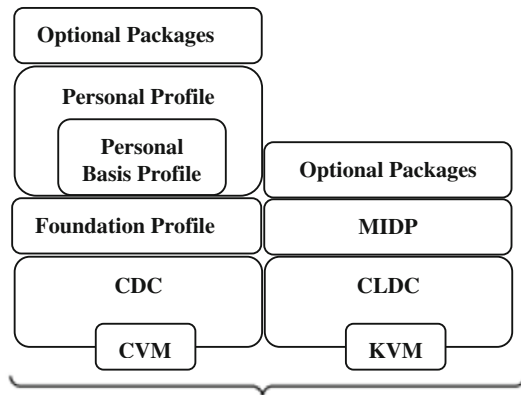 Optional Packages
Personal Profile
Personal
Basis Profile
Optional Packages
Foundation Profile
MIDP
CDC
CLDC
CVM
KVM